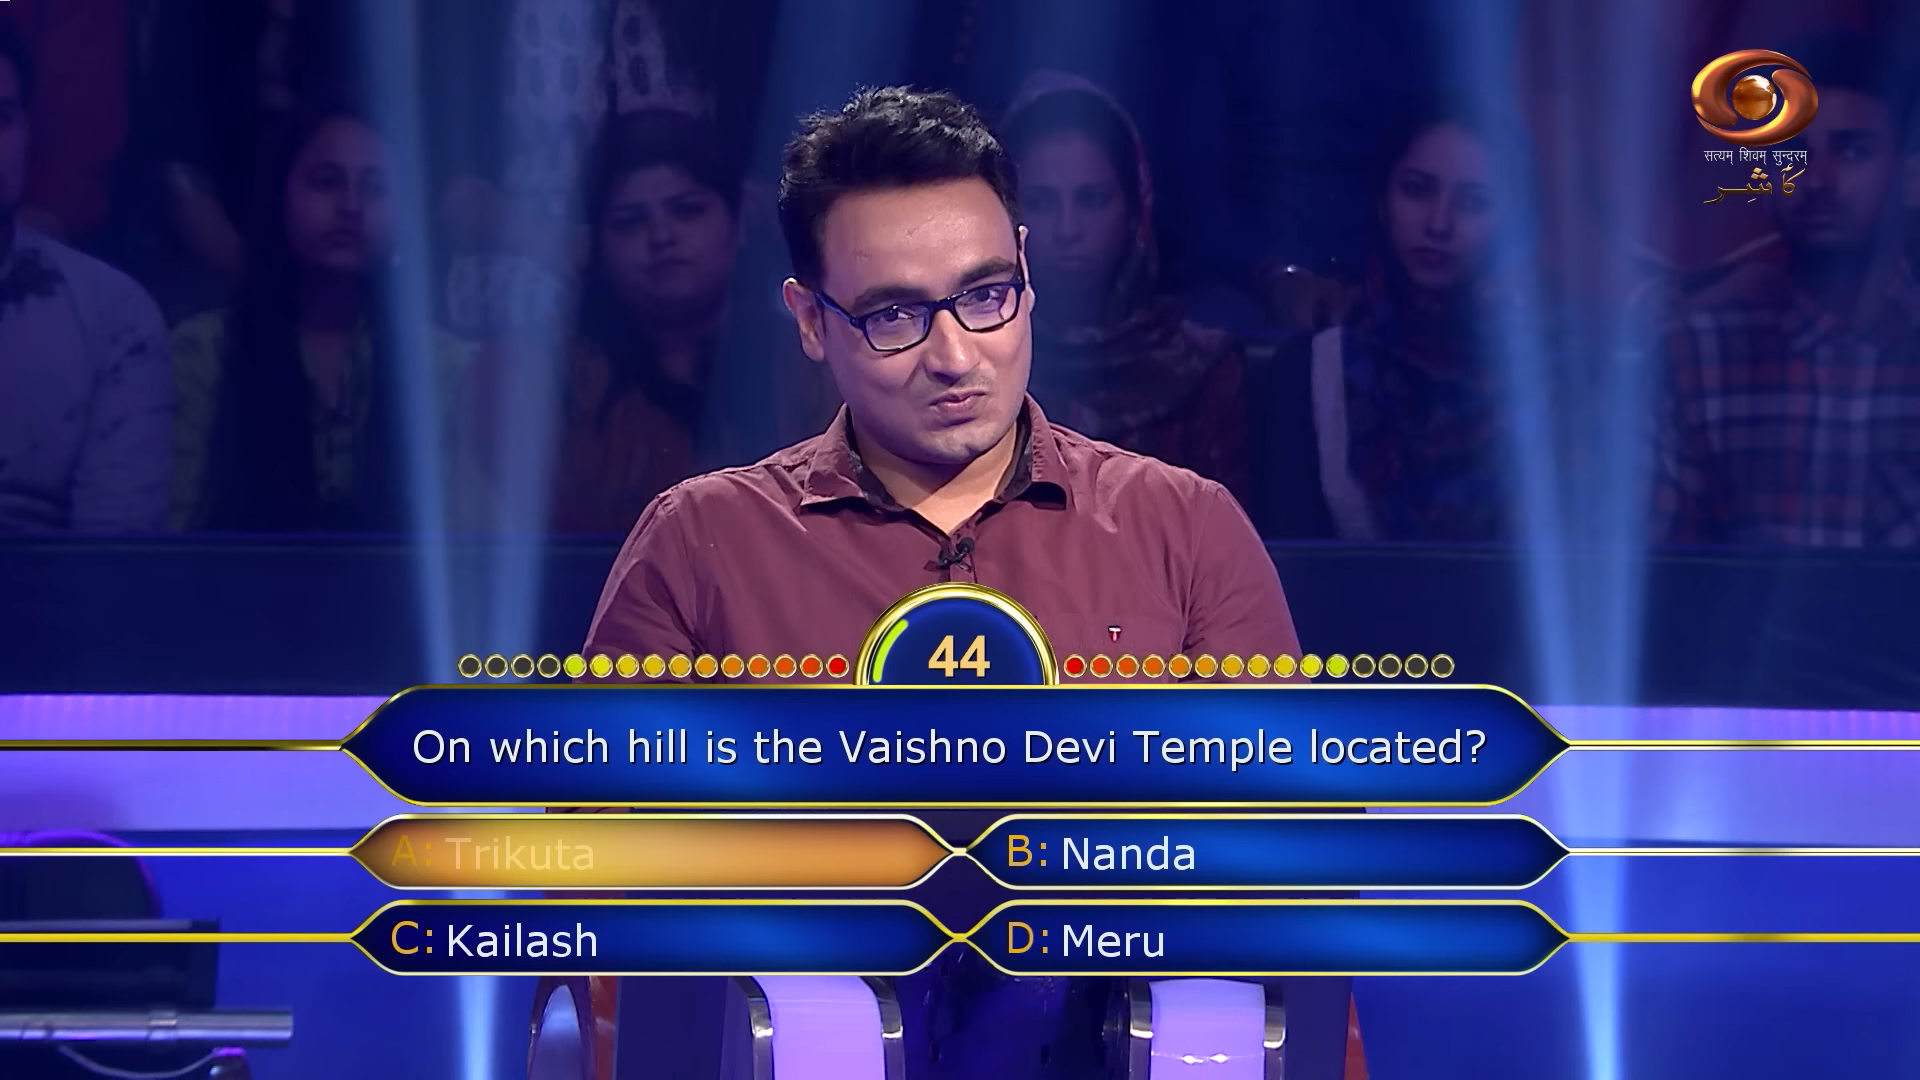 सत्यम् शिवम् सुन्दरम्
کأشِر
44
On which hill is the Vaishno Devi Temple located?
A: Trikuta
B: Nanda
C: Kailash
D: Meru